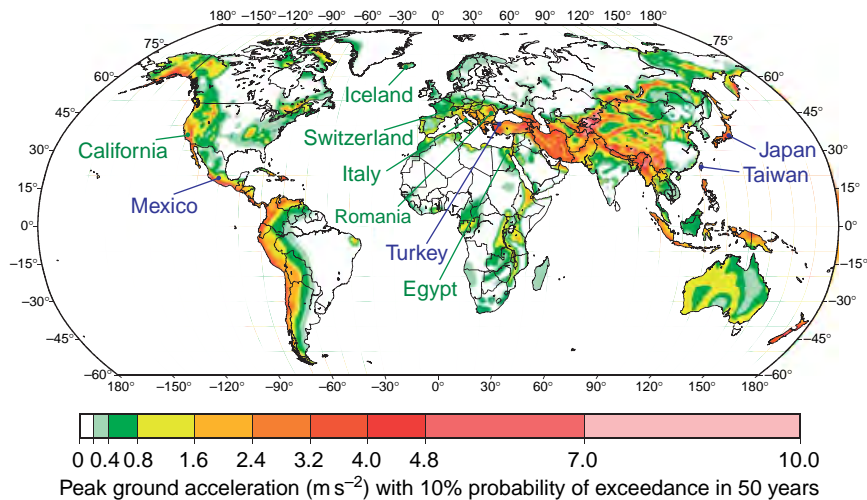 180° −150° −120° −90° −60° −30° 0° 30° 60° 90° 120° 150° 180°
75° 75°
60° 60°
45° 45°
30° 30°
15° 15°
0° 0°
−15° −15°
−30° −30°
−45° −45°
−60° −60°
Iceland
Switzerland
California
Italy
Japan
Taiwan
Mexico
Romania
Turkey
Egypt
180° −150° −120° −90° −60° −30° 0° 30° 60° 90° 120° 150° 180°
0 0.4 0.8 1.6 2.4 3.2 4.0 4.8 7.0 10.0
Peak ground acceleration (m s−2) with 10% probability of exceedance in 50 years